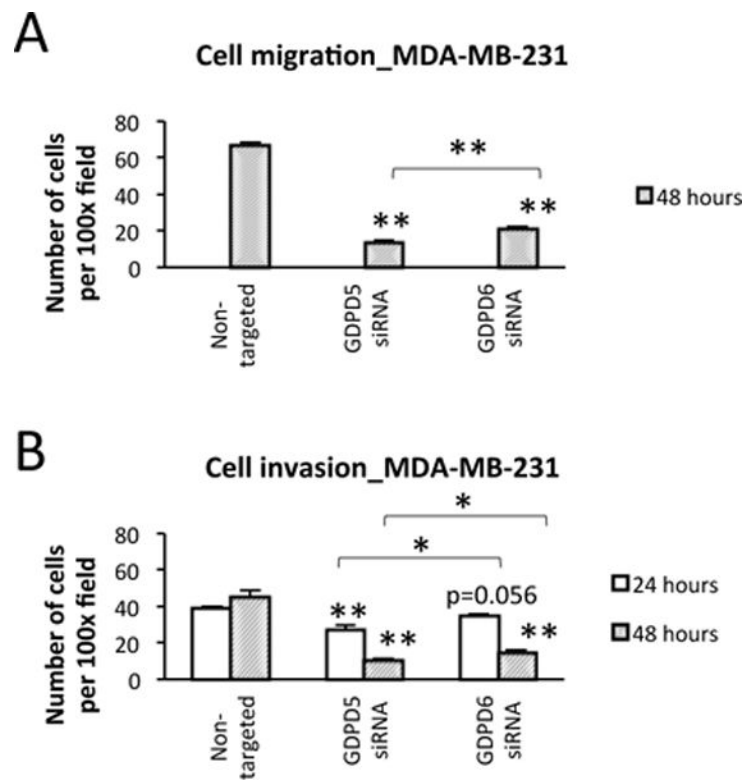 A
Cell migration_MDA-MB-231
Number of cells
per 100x field
80
60
40
20
0
**
**
**
48 hours
Non-
targeted
GDPD5
siRNA
GDPD6
siRNA
B
Cell invasion_MDA-MB-231
Number of cells
per 100x field
80
60
40
20
0
*
*
**
**
p=0.056
**
24 hours
48 hours
Non-
targeted
GDPD5
siRNA
GDPD6
siRNA